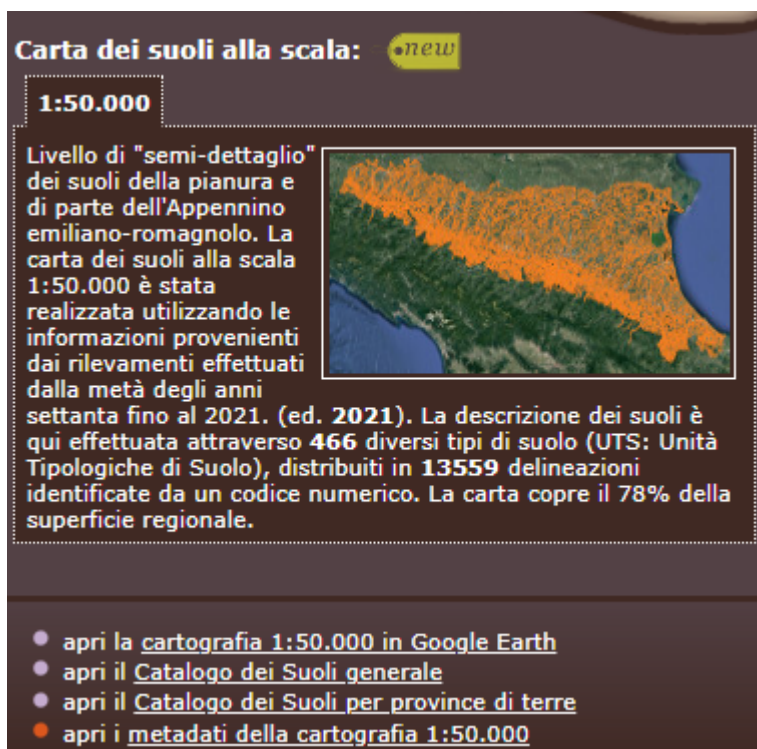 Carta dei suoli alla scala: new
1:50.000
Livello di "semi-dettaglio"
dei suoli della pianura e
di parte dell'Appennino
emiliano-romagnolo. La
carta dei suoli alla scala
1:50.000 è stata
realizzata utilizzando le
informazioni provenienti
dai rilevamenti effettuati
dalla metà degli anni
settanta fino al 2021. (ed. 2021). La descrizione dei suoli è
qui effettuata attraverso 466 diversi tipi di suolo (UTS: Unità
Tipologiche di Suolo), distribuiti in 13559 delineazioni
identificate da un codice numerico. La carta copre il 78% della
superficie regionale.
apri la cartografia 1:50.000 in Google Earth
apri il Catalogo dei Suoli generale
apri il Catalogo dei Suoli per province di terre
apri i metadati della cartografia 1:50.000